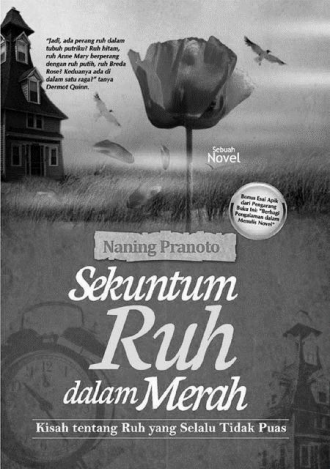 "Jadi, ada perang ruh dalam
tubuh putriko? Ruh hitam,
ruh Anne Mary berperang
dengan ruh putih, ruh Breda
Rose? Keduanya ada di
dalam satu raga?" tanya
Dermot Quinn.
Sebuah
Novel
Bonus Esai Apik
dari Pengarang
Buku Ini: "Berbagi
Pengalaman dalam
Menulis Novel"
Naning Pranoto
Sekuntum
Ruh
dalam Merah
Kisah tentang Ruh yang Selalu Tidak Puas